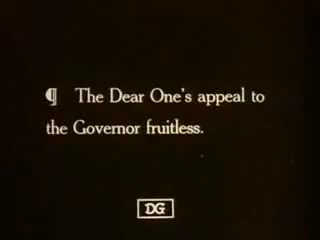 ¶ The Dear One's appeal to
the Governor fruitless.
DG